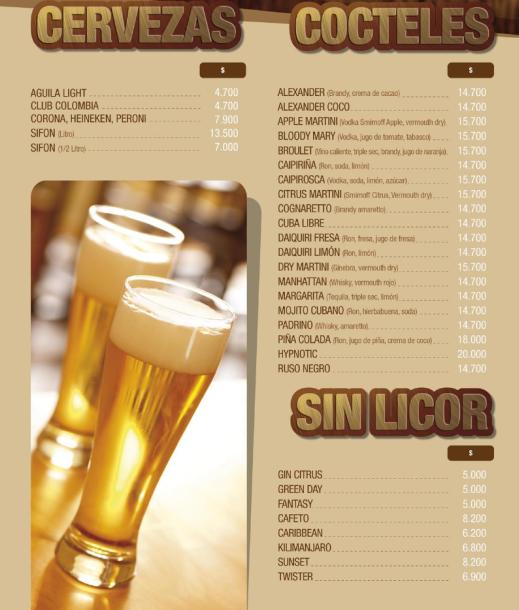 CERVEZAS
$
AGUILA LIGHT 4.700
CLUB COLOMBIA 4.700
CORONA, HEINEKEN, PERONI 7.900
SIFON (Litro) 13.500
SIFON (1/2 Litro) 7.000
COCTELES
$
ALEXANDER (Brandy, crema de cacao) 14.700
ALEXANDER COCO 14.700
APPLE MARTINI (Vodka Smirnoff Apple, vermouth dry) 15.700
BLOODY MARY (Vodka, jugo de tomate, tabasco) 15.700
BROULET (Vino caliente, triple sec, brandy, jugo de naranja) 15.700
CAIPIRIÑA (Ron, soda, limón) 14.700
CAIPIROSCA (Vodka, soda, limón, azúcar) 15.700
CITRUS MARTINI (Smirnoff Citrus, Vermouth dry) 15.700
COGNARETTO (Brandy amaretto) 14.700
CUBA LIBRE 14.700
DAIQUIRI FRESA (Ron, fresa, jugo de fresa) 14.700
DAIQUIRI LIMÓN (Ron, limón) 14.700
DRY MARTINI (Ginebra, vermouth dry) 15.700
MANHATTAN (Whisky, vermouth rojo) 14.700
MARGARITA (Tequila, triple sec, limón) 14.700
MOJITO CUBANO (Ron, hierbabuena, soda) 14.700
PADRINO (Whisky, amaretto) 14.700
PIÑA COLADA (Ron, jugo de piña, crema de coco) 18.000
HYPNOTIC 20.000
RUSO NEGRO 14.700
SIN LICOR
$
GIN CITRUS 5.000
GREEN DAY 5.000
FANTASY 5.000
CAFETO 8.200
CARIBBEAN 6.200
KILIMANJARO 6.800
SUNSET 8.200
TWISTER 6.900